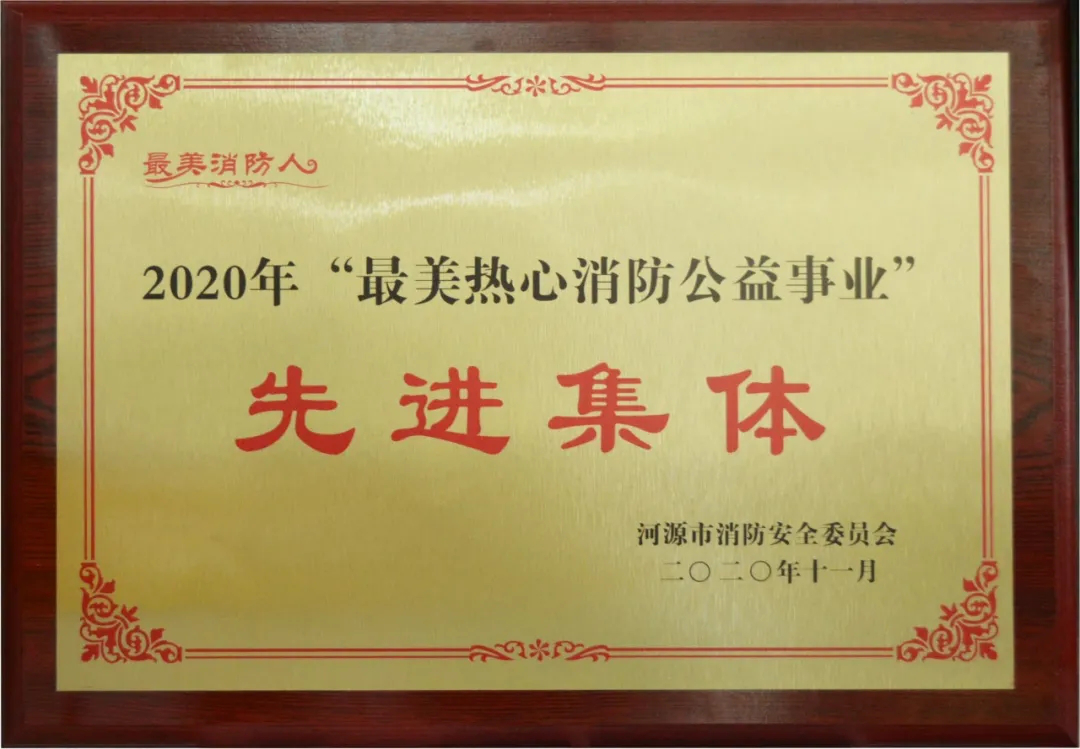 最美消防人
2020年“最美热心消防公益事业”
先进集体
河源市消防安全委员会
二〇二〇年十一月